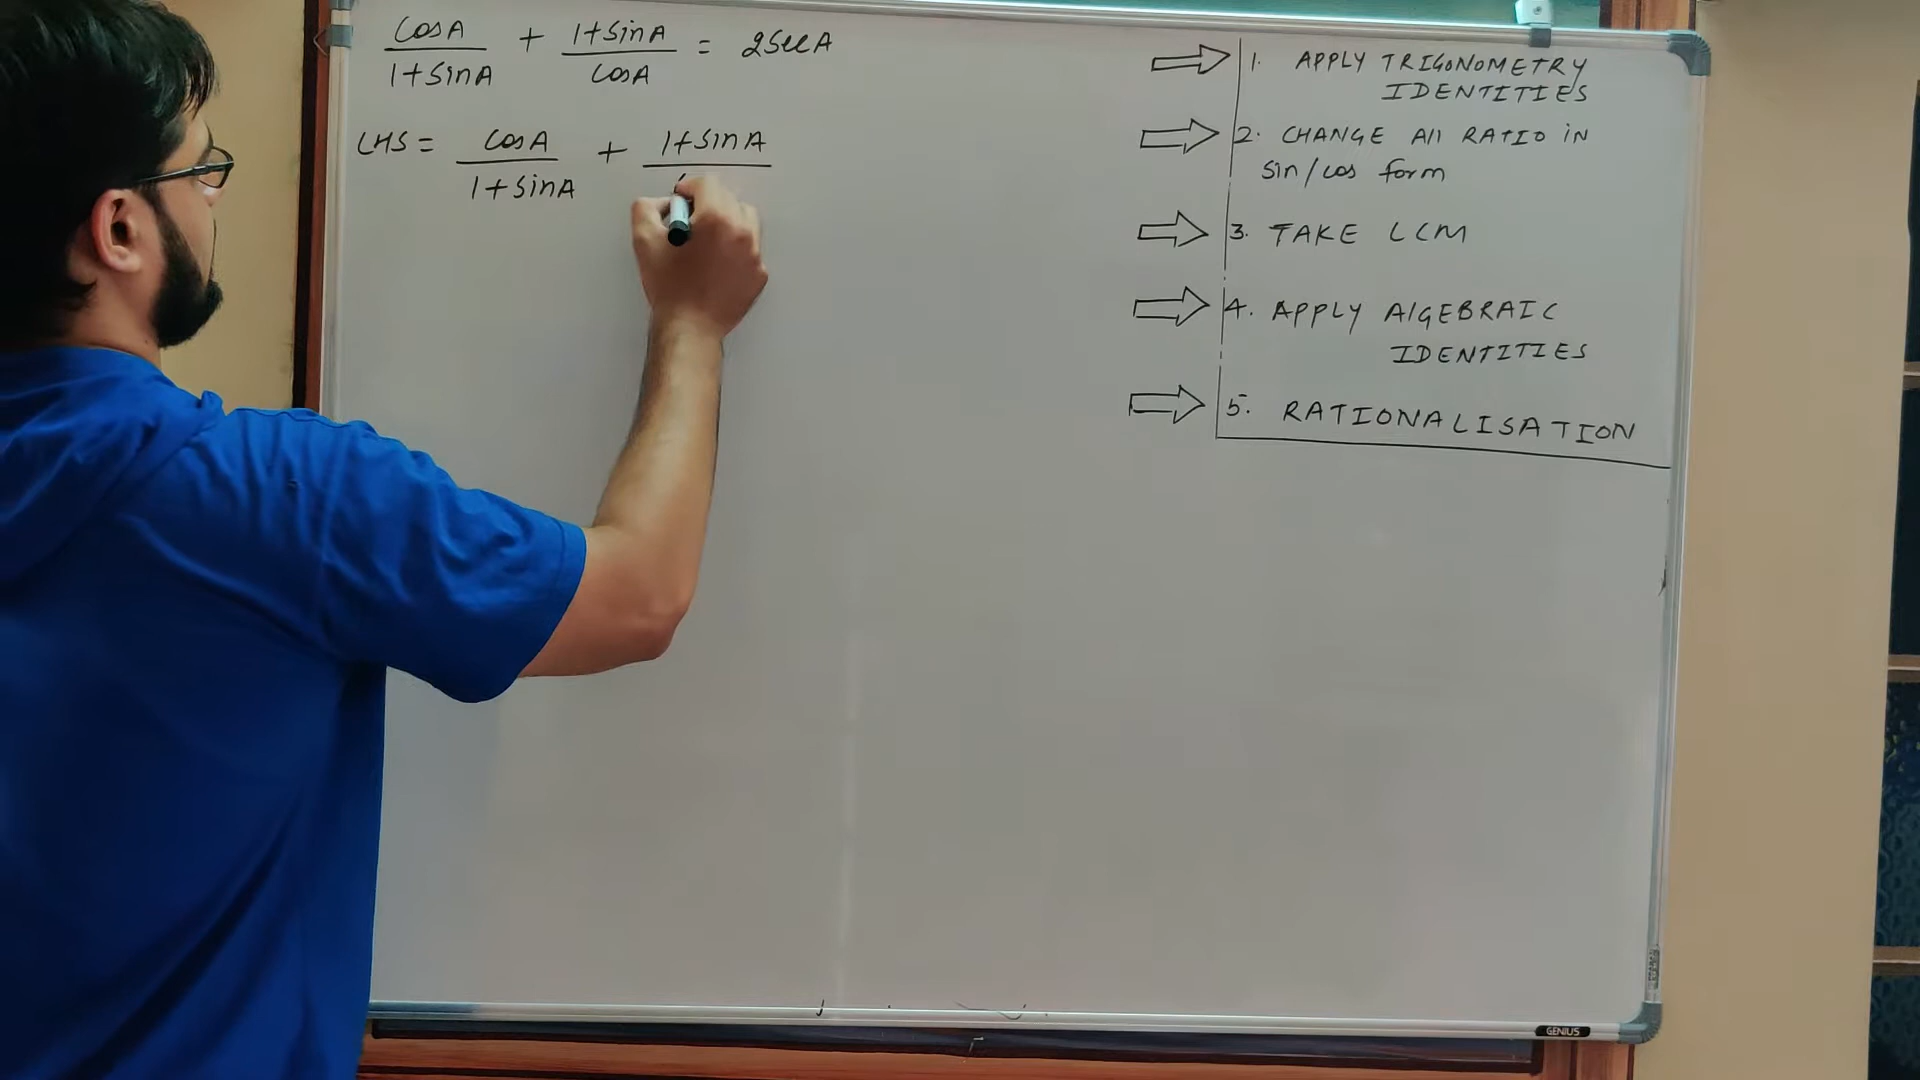 cosA/1+sinA + 1+sinA/cosA = 2secA
LHS = cosA/1+sinA + 1+sinA/
1. APPLY TRIGONOMETRY
IDENTITIES
2. CHANGE All RATIO in
sin/cos form
3. TAKE LCM
4. APPLY AlGEBRAIC
IDENTITIES
5. RATIONALISATION
GENIUS